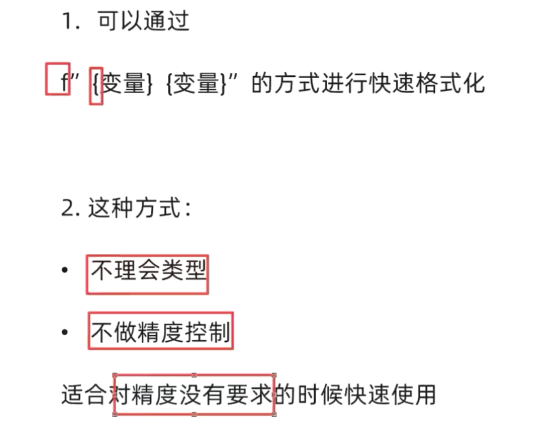 1. 可以通过
f”{变量} {变量}”的方式进行快速格式化
2. 这种方式：
• 不理会类型
• 不做精度控制
适合对精度没有要求的时候快速使用